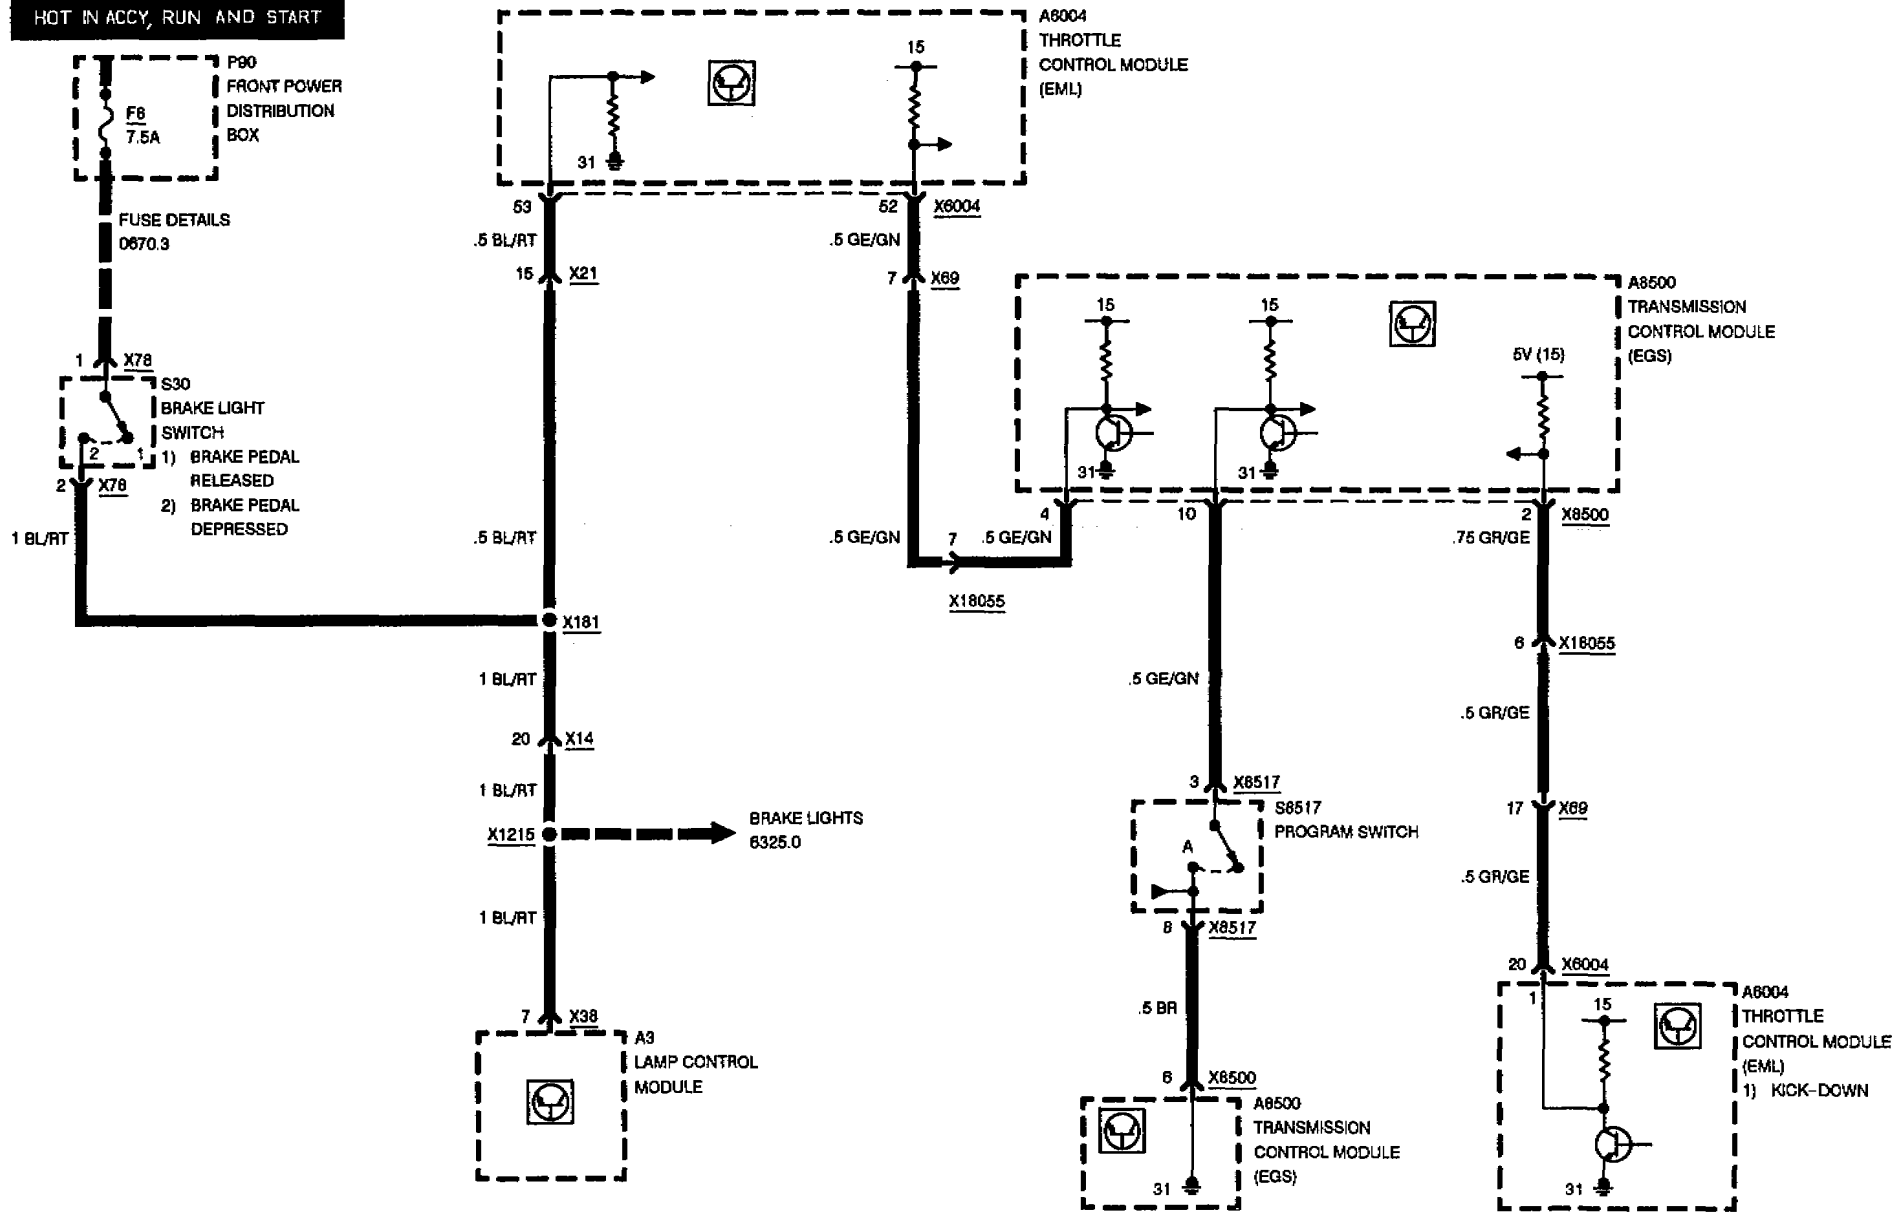 HOT IN ACCY, RUN AND START
P90
FRONT POWER
DISTRIBUTION
BOX
F6
7.5A
FUSE DETAILS
0670.3
1 X78
S30
BRAKE LIGHT
SWITCH
1) BRAKE PEDAL
RELEASED
2) BRAKE PEDAL
DEPRESSED
2 1
2 X78
1 BL/RT
A6004
THROTTLE
CONTROL MODULE
(EML)
15
31
53
52 X6004
.5 BL/RT
.5 GE/GN
15 X21
7 X69
.5 BL/RT
.5 GE/GN
7
.5 GE/GN
X18055
X181
1 BL/RT
20 X14
1 BL/RT
X1215
BRAKE LIGHTS
6325.0
1 BL/RT
7 X38
A3
LAMP CONTROL
MODULE
A8500
TRANSMISSION
CONTROL MODULE
(EGS)
15
15
5V (15)
31
31
4
10
2 X8500
.75 GR/GE
6 X18055
.5 GE/GN
.5 GR/GE
3 X8517
S8517
PROGRAM SWITCH
A
8 X8517
.5 BR
6 X8500
A8500
TRANSMISSION
CONTROL MODULE
(EGS)
31
17 X69
.5 GR/GE
20 X6004
1
15
31
A6004
THROTTLE
CONTROL MODULE
(EML)
1) KICK-DOWN